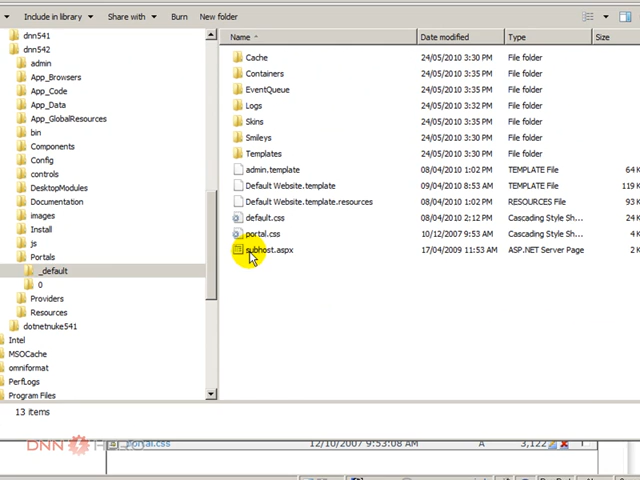 Include in library Share with Burn New folder
dnn541
dnn542
admin
App_Browsers
App_Code
App_Data
App_GlobalResources
bin
Components
Config
controls
DesktopModules
Documentation
images
Install
js
Portals
_default
0
Providers
Resources
dotnetnuke541
Intel
MSOCache
omniformat
PerfLogs
Program Files
Name Date modified Type Size
Cache 24/05/2010 3:30 PM File folder
Containers 24/05/2010 3:35 PM File folder
EventQueue 24/05/2010 3:35 PM File folder
Logs 24/05/2010 3:32 PM File folder
Skins 24/05/2010 3:35 PM File folder
Smileys 24/05/2010 3:35 PM File folder
Templates 24/05/2010 3:30 PM File folder
admin.template 08/04/2010 1:02 PM TEMPLATE File 64 K
Default Website.template 09/04/2010 8:53 AM TEMPLATE File 119 K
Default Website.template.resources 08/04/2010 1:02 PM RESOURCES File 93 K
default.css 08/04/2010 2:12 PM Cascading Style Sh... 24 K
portal.css 10/12/2007 9:53 AM Cascading Style Sh... 4 K
subhost.aspx 17/04/2009 11:53 AM ASP.NET Server Page 2 K
13 items
DNN HERO
portal.css 12/10/2007 9:53:08 AM A 3,122